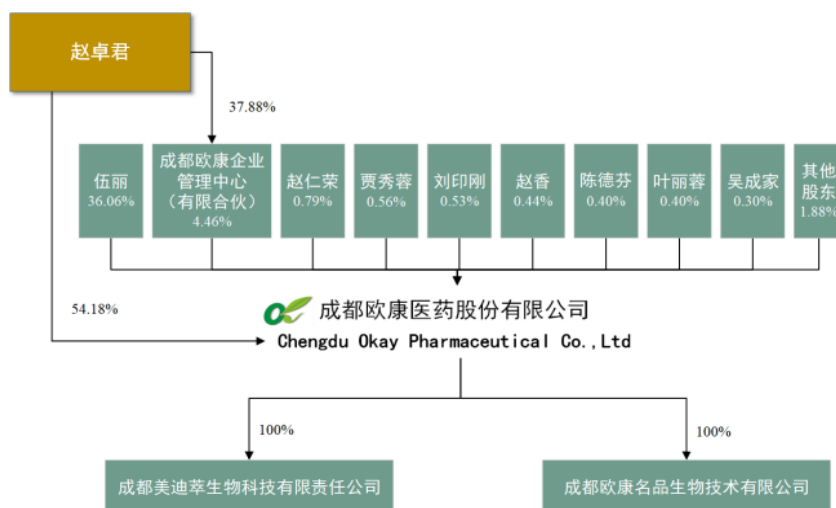 赵卓君
37.88%
伍丽
36.06%
成都欧康企业
管理中心
（有限合伙）
4.46%
赵仁荣
0.79%
贾秀蓉
0.56%
刘印刚
0.53%
赵香
0.44%
陈德芬
0.40%
叶丽蓉
0.40%
吴成家
0.30%
其他
股东
1.88%
54.18%
成都欧康医药股份有限公司
Chengdu Okay Pharmaceutical Co.,Ltd
100%
100%
成都美迪萃生物科技有限责任公司
成都欧康名品生物技术有限公司